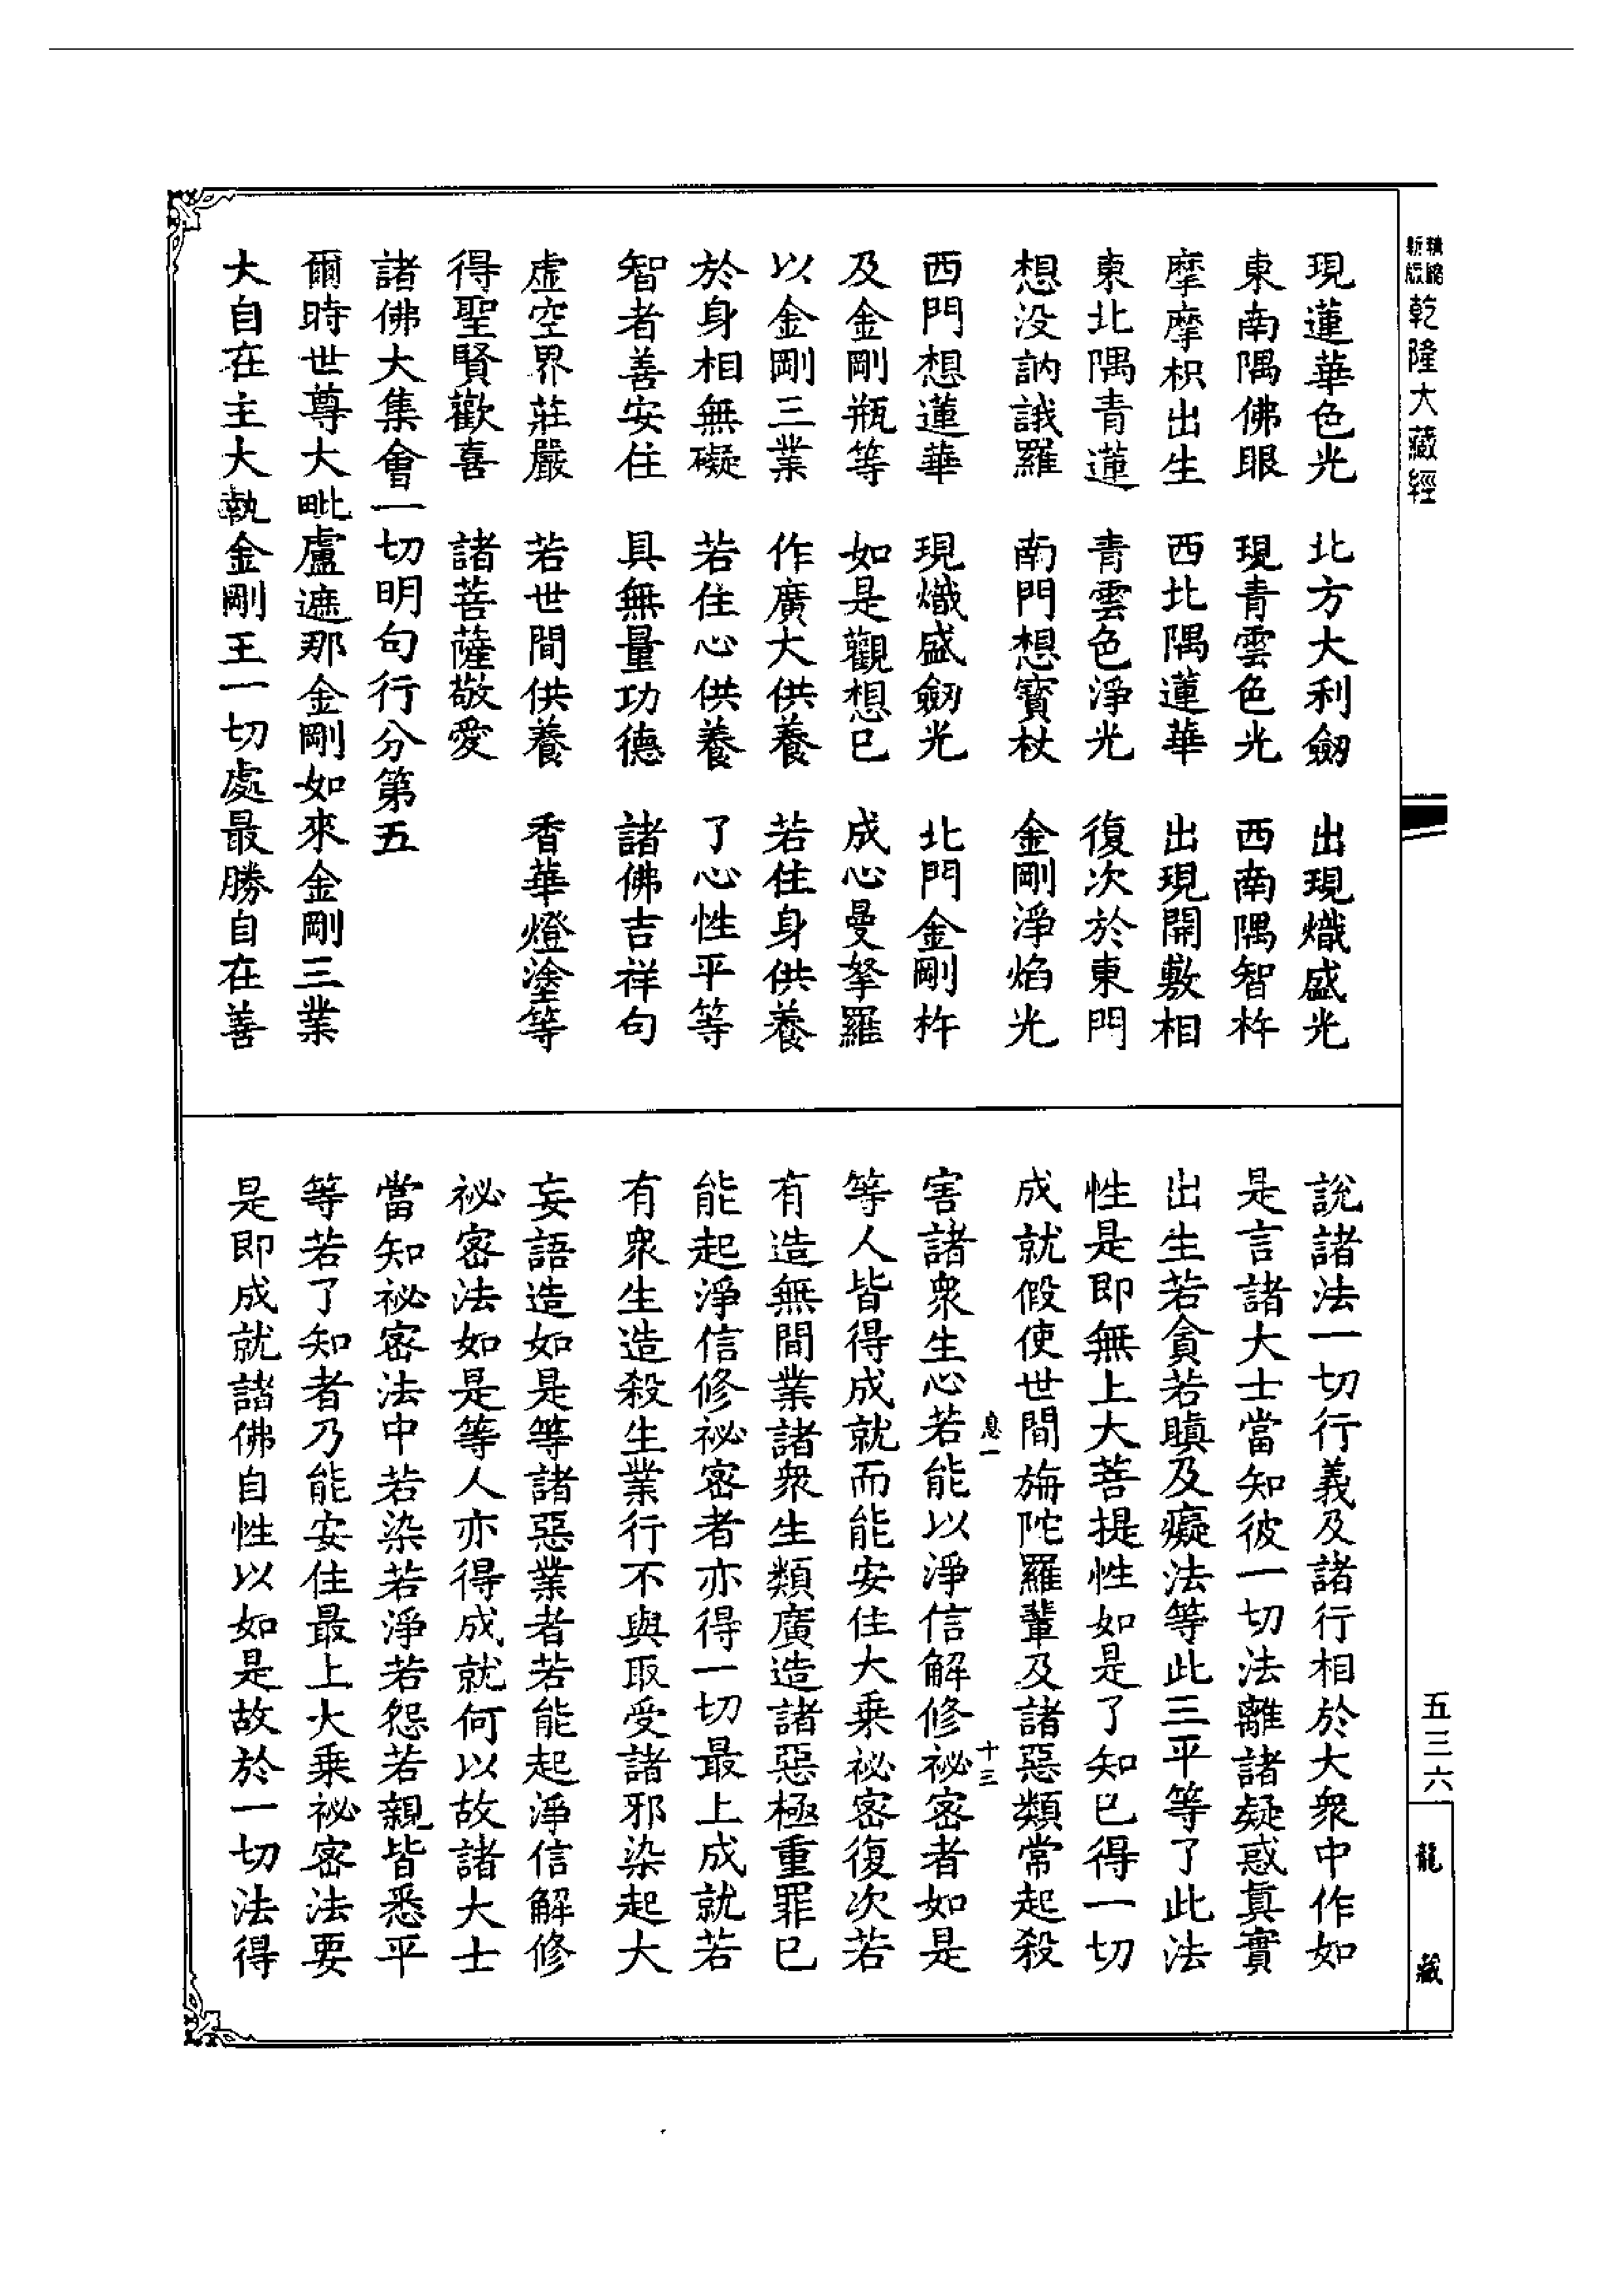 乾隆大藏經
現蓮華色光　北方大利劒　出現熾盛光
東南隅佛眼　現青雲色光　西南隅智杵
摩摩枳出生　西北隅蓮華　出現開敷相
東北隅青蓮　青雲色淨光　復次於東門
想没訥誐羅　南門想寳杖　金剛淨焰光
西門想蓮華　現熾盛劒光　北門金剛杵
及金剛瓶等　如是觀想已　成心曼拏羅
以金剛三業　作廣大供養　若住身供養
於身相無礙　若住心供養　了心性平等
智者善安住　具無量功德　諸佛吉祥句
虚空界莊嚴　若世間供養　香華燈塗等
得聖賢歡喜　諸菩薩敬愛
諸佛大集會一切明句行分第五
爾時世尊大毗盧遮那金剛如來金剛三業
大自在主大執金剛王一切處最勝自在善
說諸法一切行義及諸行相於大衆中作如
是言諸大士當知彼一切法離諸疑惑真實
出生若貪若瞋及癡法等此三平等了此法
性是即無上大菩提性如是了知已得一切
成就假使世間旃陀羅輩及諸惡類常起殺
息一　十三
害諸衆生心若能以淨信解修祕密者如是
等人皆得成就而能安住大乘祕密復次若
有造無間業諸衆生類廣造諸惡極重罪已
能起淨信修祕密者亦得一切最上成就若
有衆生造殺生業行不與取受諸邪染起大
妄語造如是等諸惡業者若能起淨信解修
祕密法如是等人亦得成就何以故諸大士
當知祕密法中若染若淨若怨若親皆悉平
等若了知者乃能安住最上大乘祕密法要
是即成就諸佛自性以如是故於一切法得
五三六
龍藏